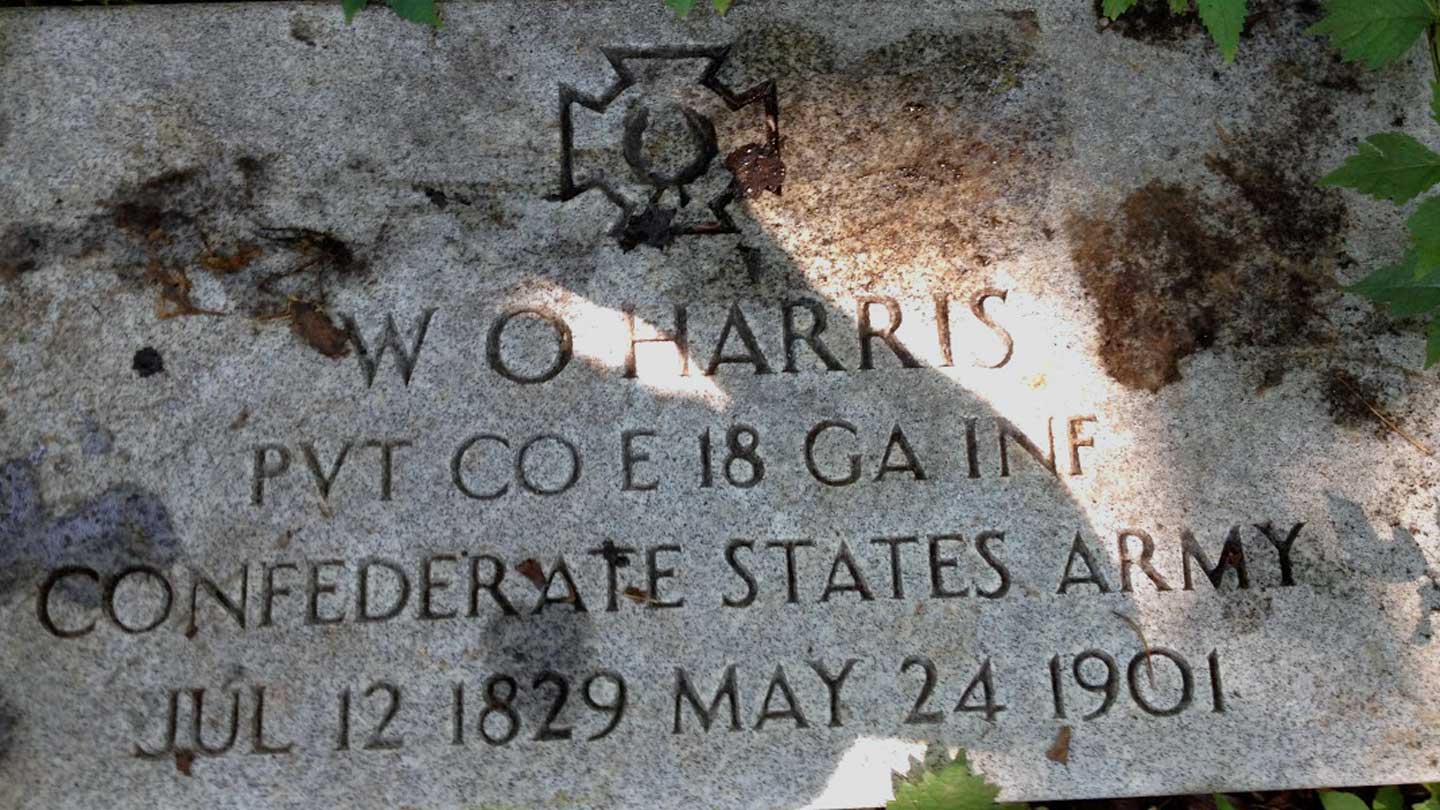 W O HARRIS
PVT CO E 18 GA INF
CONFEDERATE STATES ARMY
JUL 12 1829 MAY 24 1901